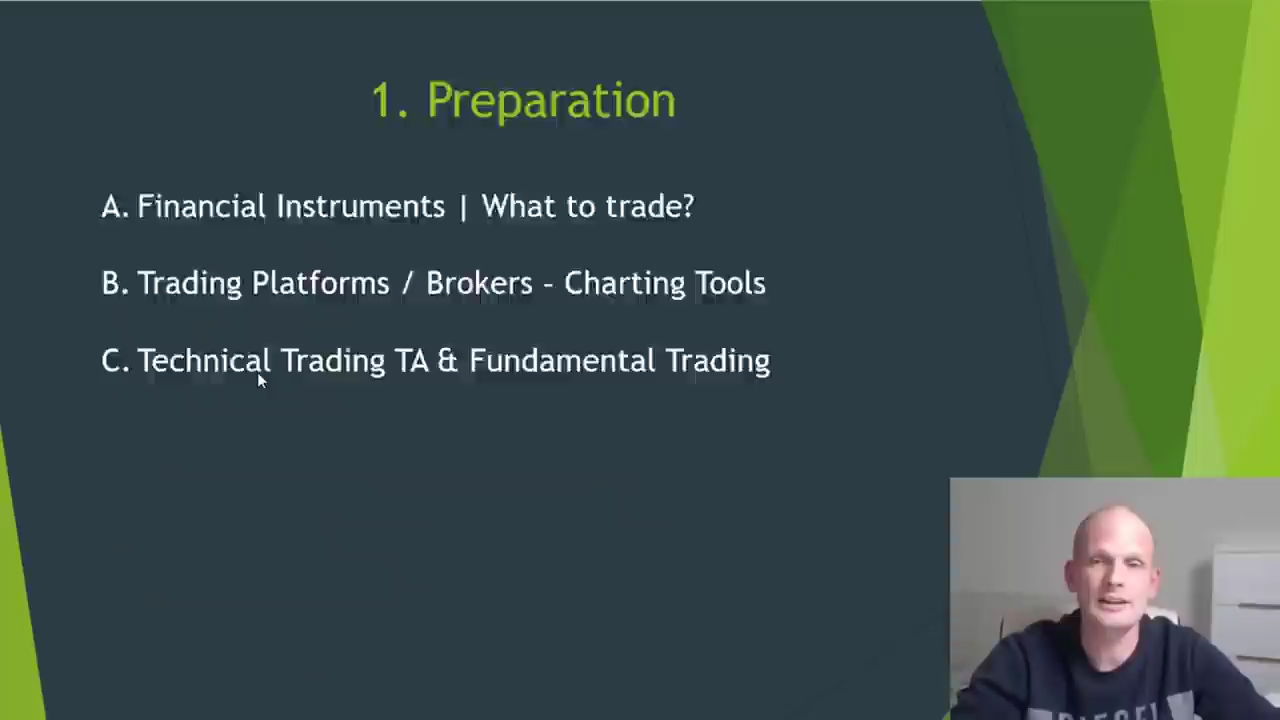 1. Preparation
A. Financial Instruments | What to trade?
B. Trading Platforms / Brokers - Charting Tools
C. Technical Trading TA & Fundamental Trading